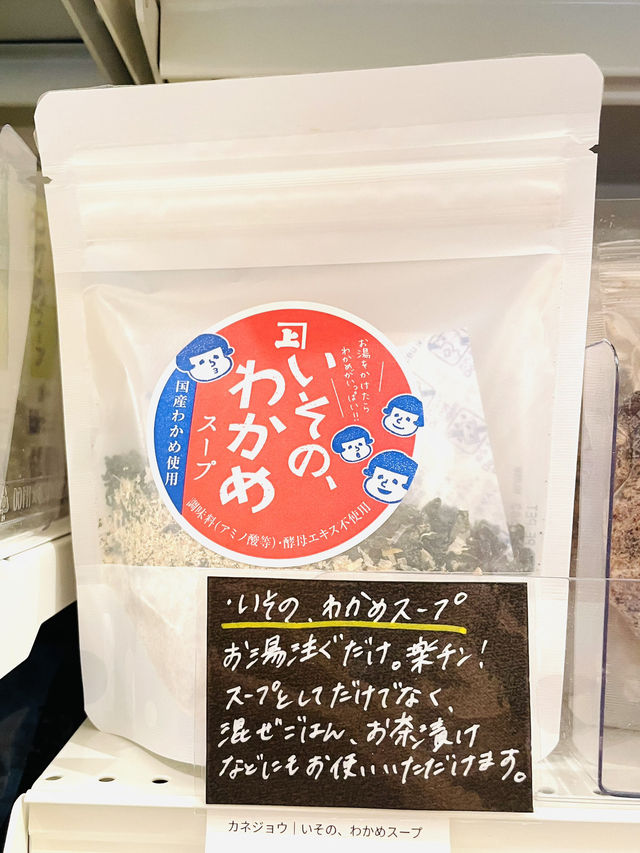 上
いその、
わかめ
スープ
お湯をかけたら
わかめがいっぱい!!
国産わかめ使用
調味料(アミノ酸等)・酵母エキス不使用
・いその、わかめスープ
お湯注ぐだけ。楽チン!
スープとしてだけでなく、
混ぜごはん、お茶漬け
などにもお使いいただけます。
カネジョウ|いその、わかめスープ